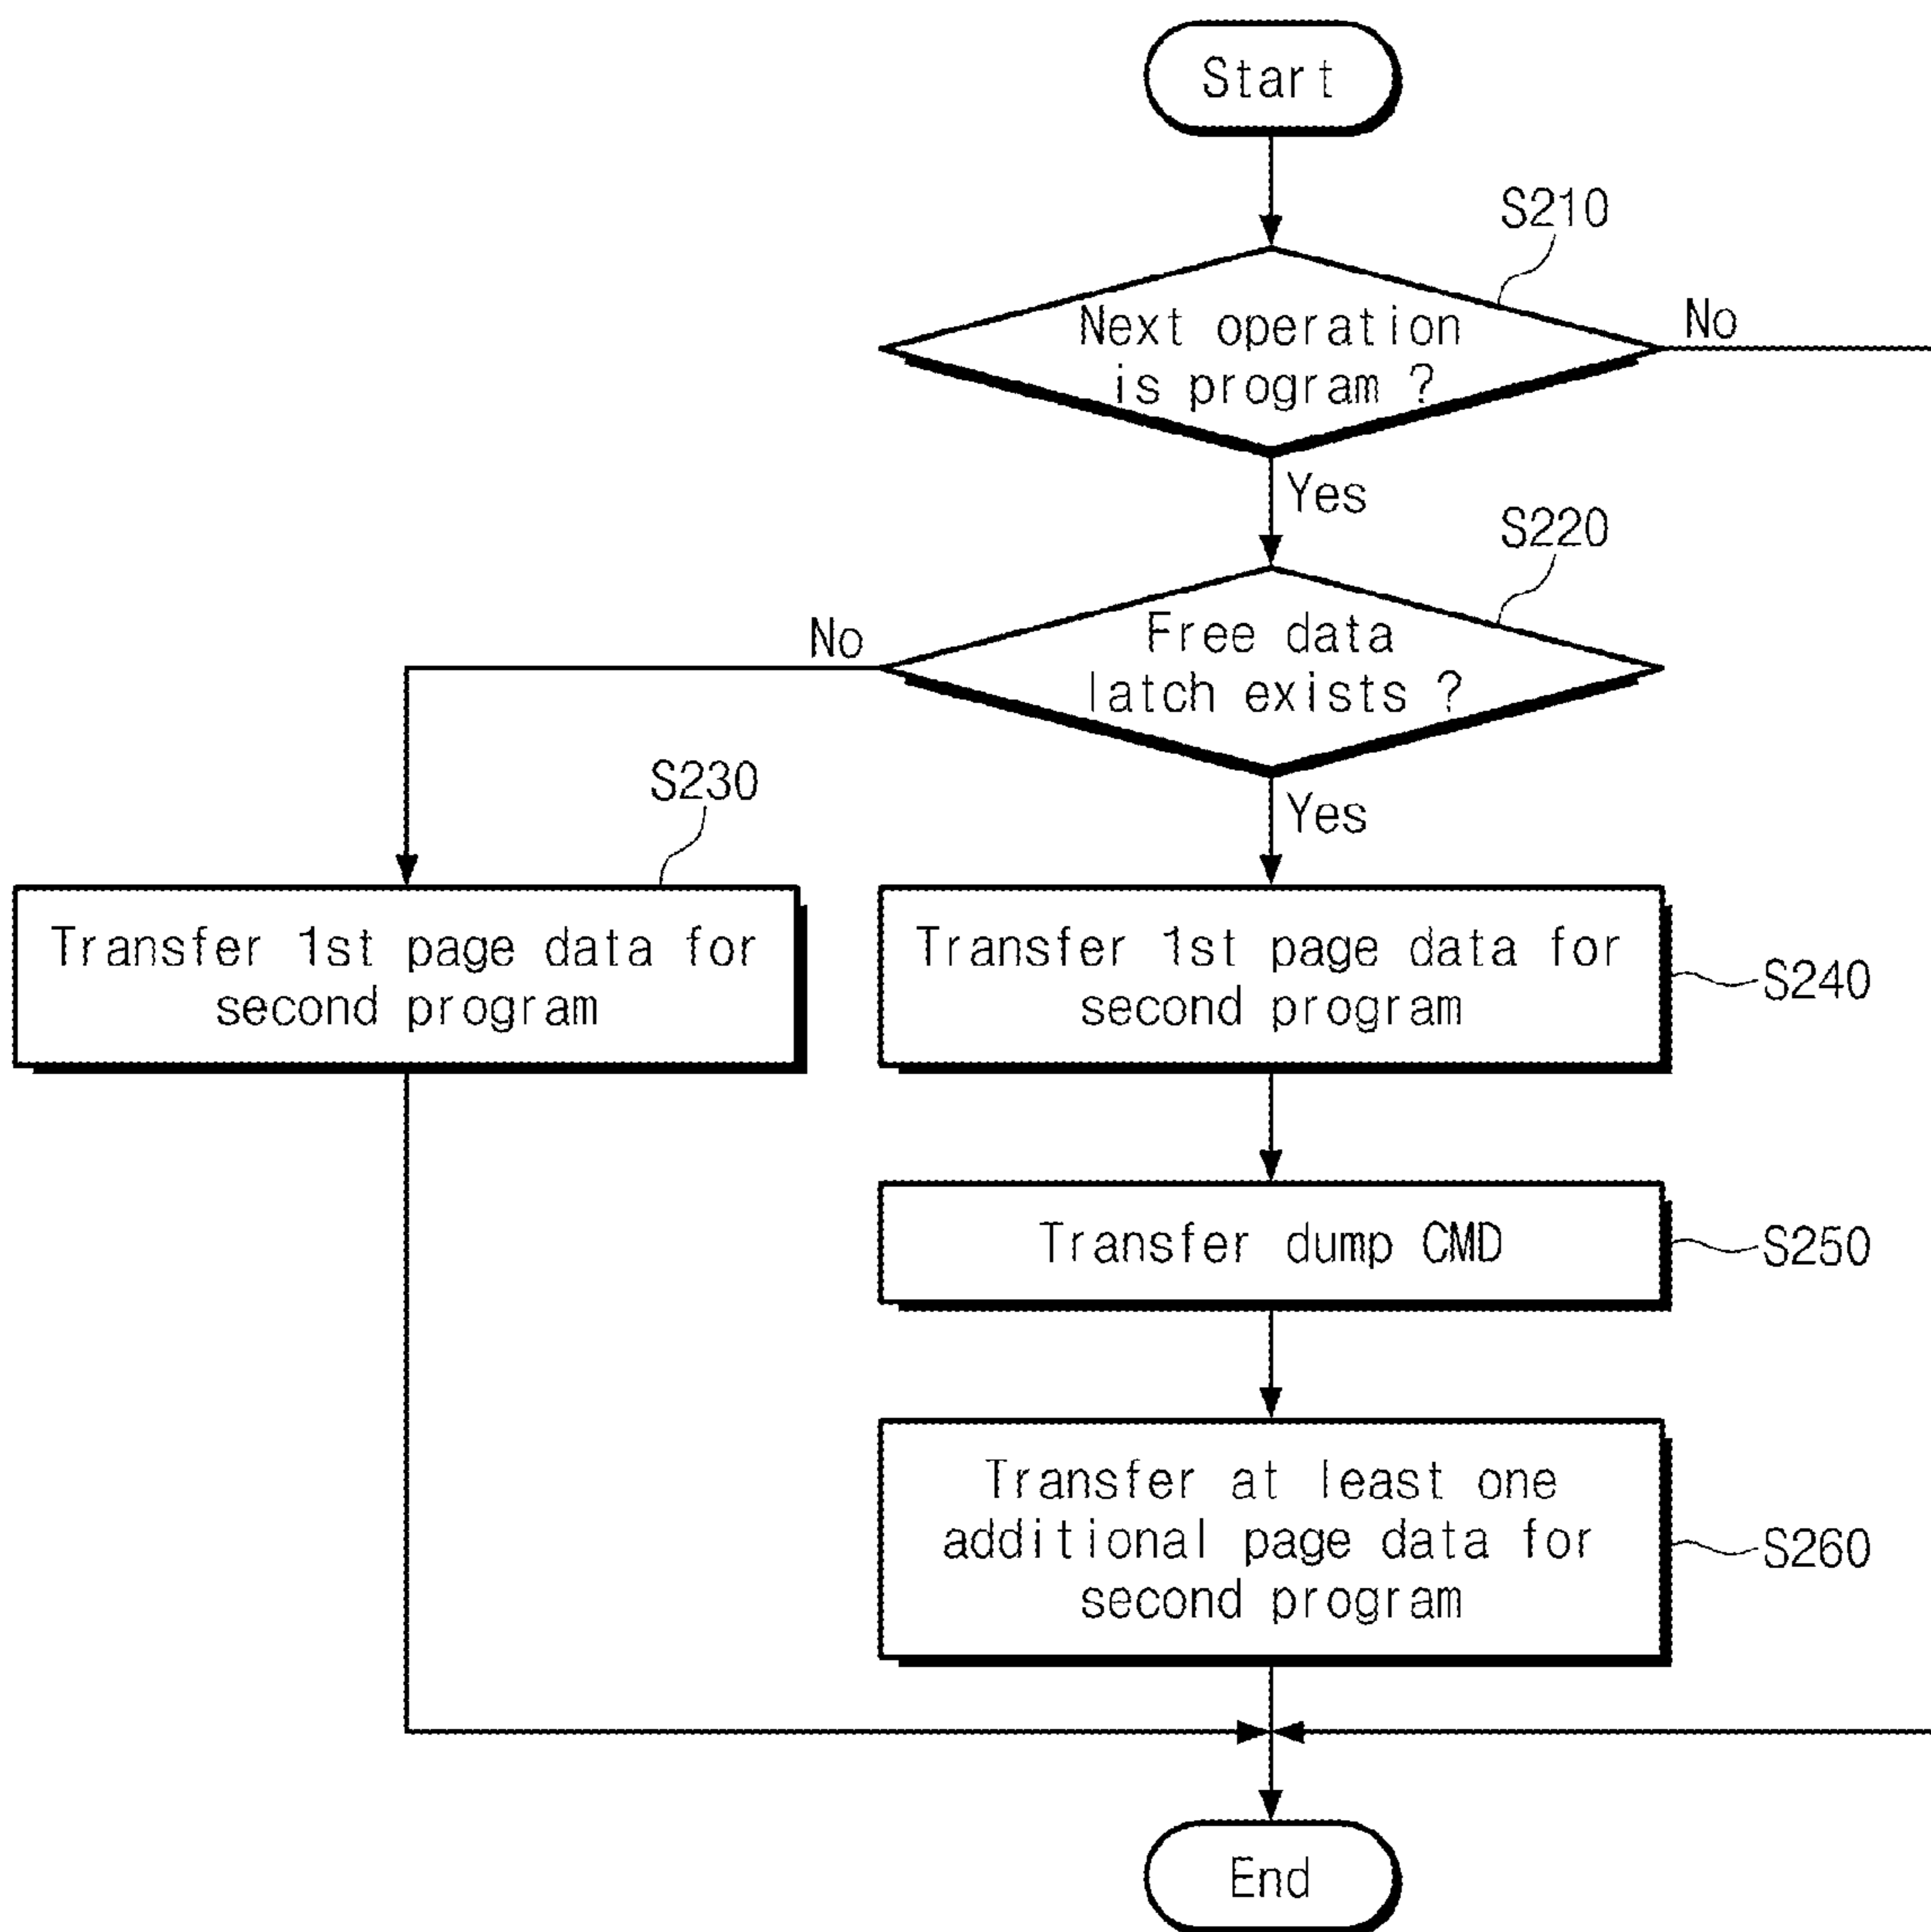 Start
S210
Next operation
is program ?
No
Yes
S220
Free data
latch exists ?
No
Yes
S230
Transfer 1st page data for
second program
Transfer 1st page data for
second program
S240
Transfer dump CMD
S250
Transfer at least one
additional page data for
second program
S260
End